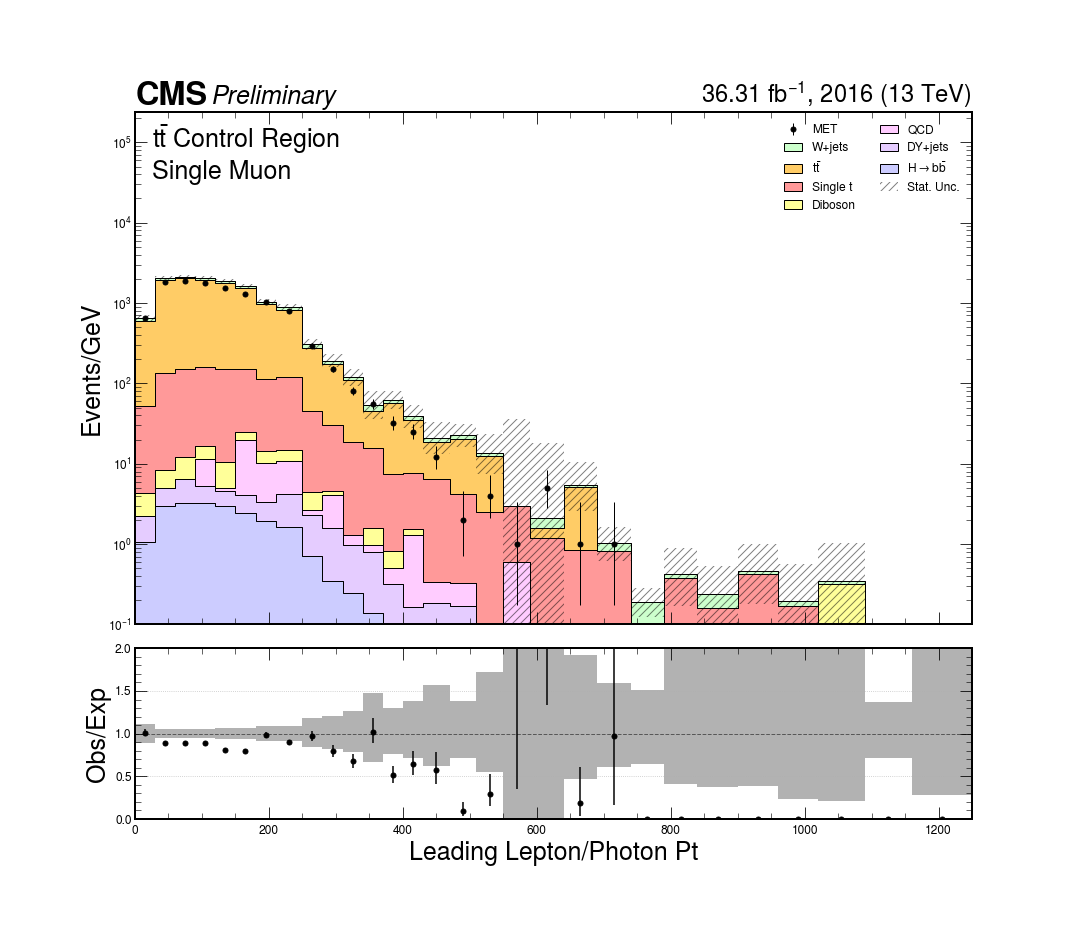 CMS Preliminary 36.31 fb⁻¹, 2016 (13 TeV)
tt̄ Control Region
Single Muon
MET
W+jets
tt̄
Single t
Diboson
QCD
DY+jets
H→bb̄
Stat. Unc.
Events/GeV
10⁵
10⁴
10³
10²
10¹
10⁰
10⁻¹
Obs/Exp
2.0
1.5
1.0
0.5
0.0
0 200 400 600 800 1000 1200
Leading Lepton/Photon Pt